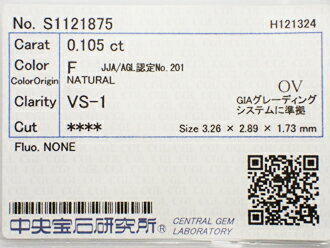 No. S1121875 H121324
Carat 0.105 ct
Color F JJA/AGL認定No.201
ColorOrigin NATURAL
Clarity VS-1 OV
GIAグレーディング
システムに準拠
Cut **** Size 3.26 × 2.89 × 1.73 mm
Fluo. NONE
中央宝石研究所® CENTRAL GEM
LABORATORY